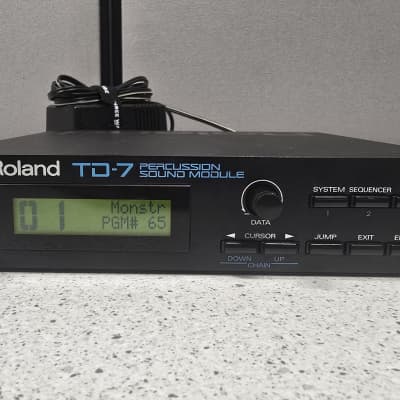 Roland TD-7 PERCUSSION
SOUND MODULE
01 Monstr
PGM# 65
DATA
SYSTEM SEQUENCER
1 2
◀ CURSOR ▶
JUMP EXIT
DOWN UP
CHAIN